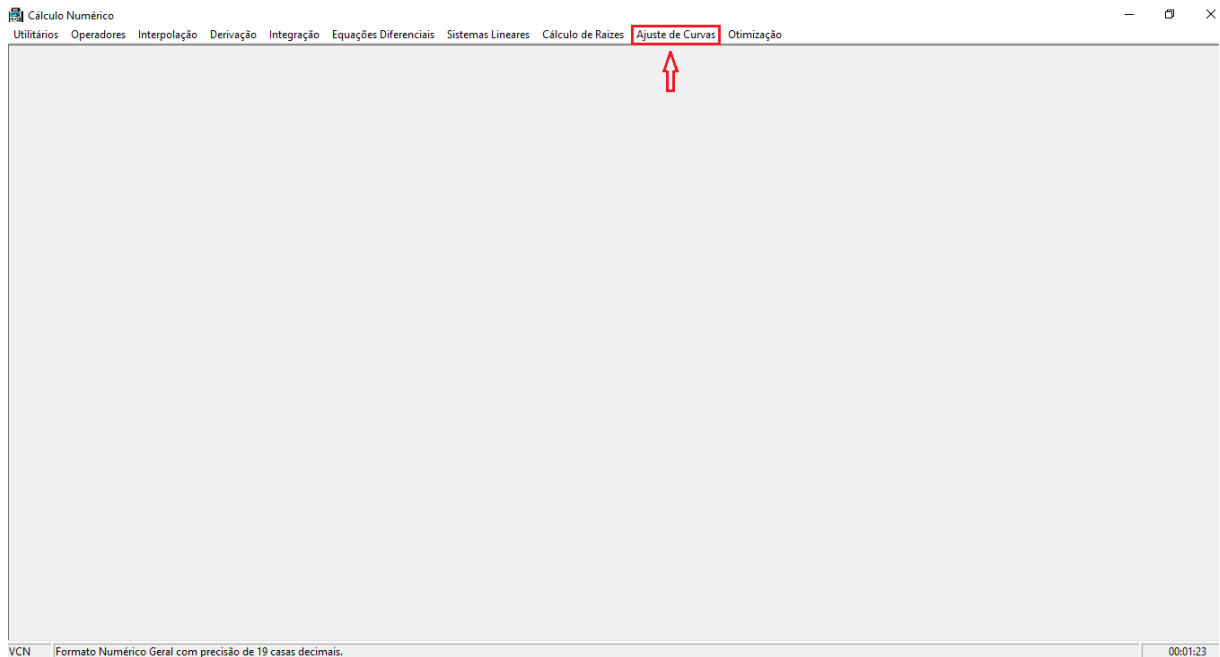 Cálculo Numérico
Utilitários Operadores Interpolação Derivação Integração Equações Diferenciais Sistemas Lineares Cálculo de Raizes Ajuste de Curvas Otimização
VCN Formato Numérico Geral com precisão de 19 casas decimais. 00:01:23